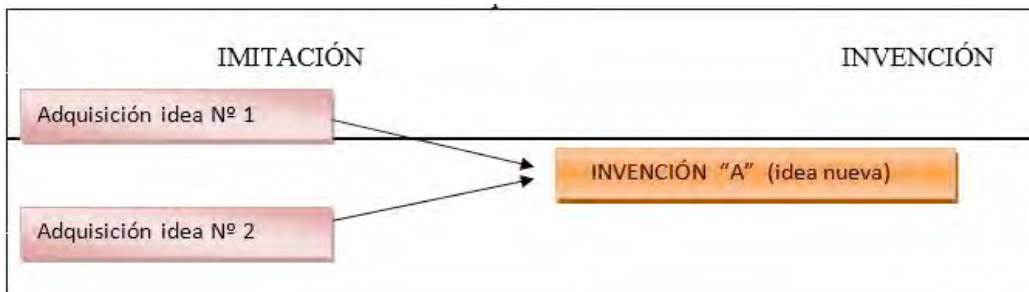 IMITACIÓN
INVENCIÓN
Adquisición idea Nº 1
INVENCIÓN “A” (idea nueva)
Adquisición idea Nº 2